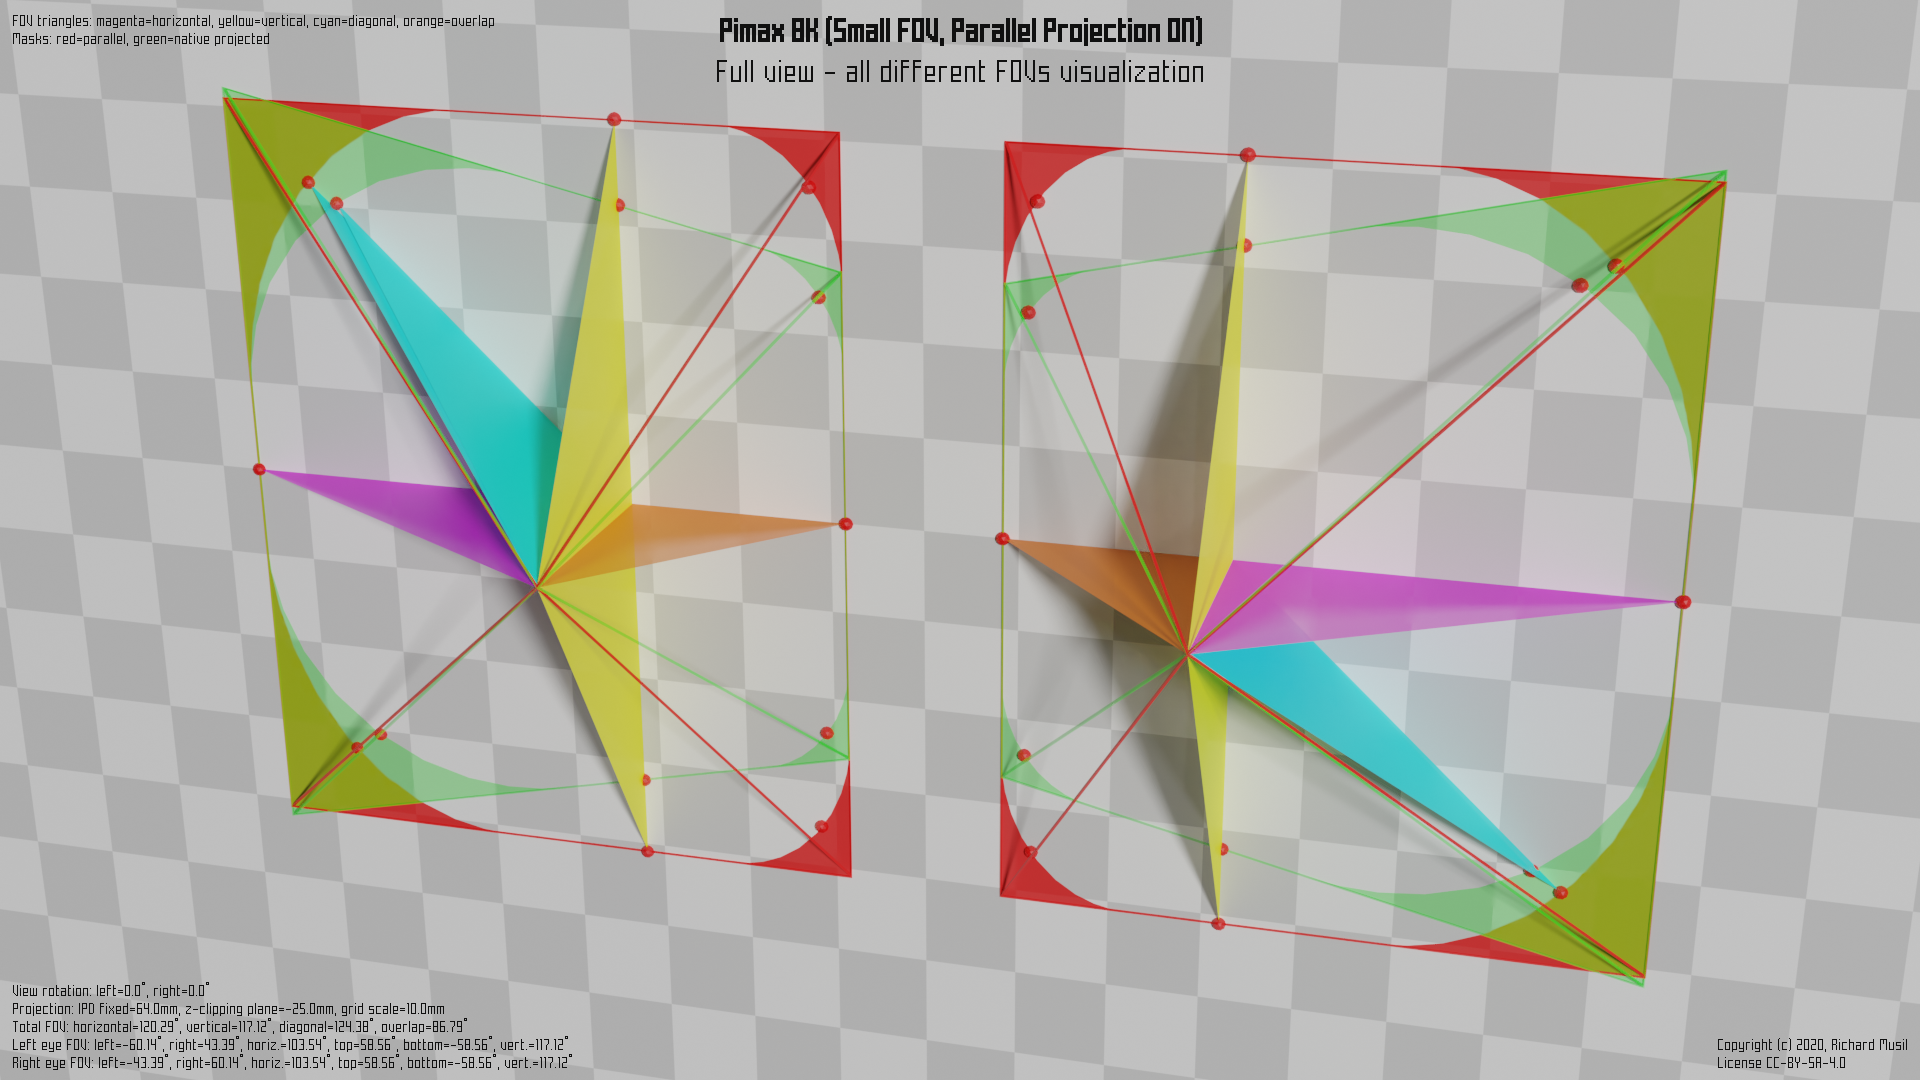 FOV triangles: magenta=horizontal, yellow=vertical, cyan=diagonal, orange=overlap
Masks: red=parallel, green=native projected
Pimax 8K (Small FOV, Parallel Projection ON)
Full view - all different FOVs visualization
View rotation: left=0.0°, right=0.0°
Projection: IPD fixed=64.0mm, z-clipping plane=-25.0mm, grid scale=10.0mm
Total FOV: horizontal=120.29°, vertical=117.12°, diagonal=124.38°, overlap=86.79°
Left eye FOV: left=-60.14°, right=43.39°, horiz.=103.54°, top=58.56°, bottom=-58.56°, vert.=117.12°
Right eye FOV: left=-43.39°, right=60.14°, horiz.=103.54°, top=58.56°, bottom=-58.56°, vert.=117.12°
Copyright (c) 2020, Richard Musil
License CC-BY-SA-4.0